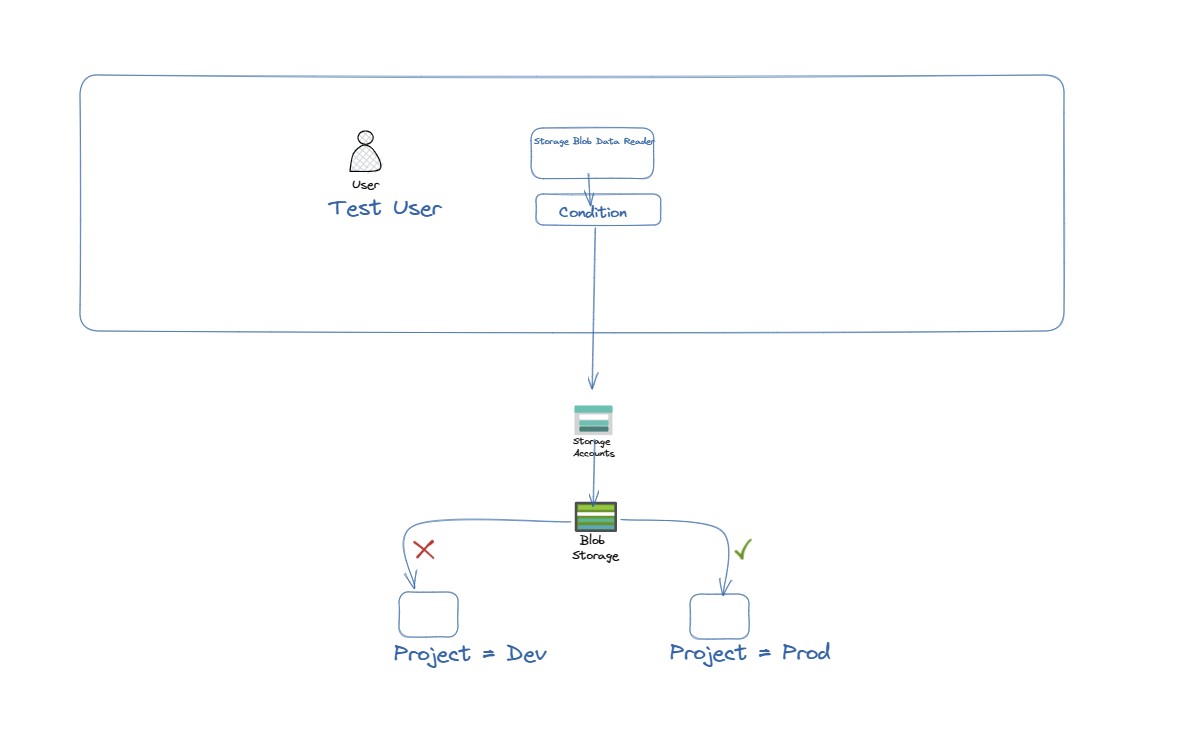 Storage Blob Data Reader
User
Test User
Condition
Storage
Accounts
Blob
Storage
Project = Dev
Project = Prod